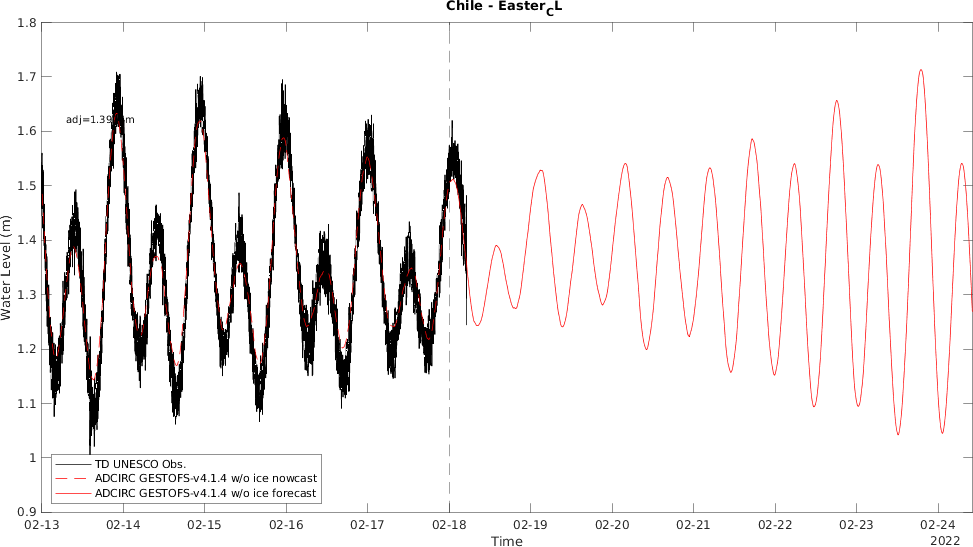 Chile - Easter_CL
1.8
1.7
1.6
1.5
1.4
1.3
1.2
1.1
1
0.9
Water Level (m)
TD UNESCO Obs.
ADCIRC GESTOFS-v4.1.4 w/o ice nowcast
ADCIRC GESTOFS-v4.1.4 w/o ice forecast
02-13 02-14 02-15 02-16 02-17 02-18 02-19 02-20 02-21 02-22 02-23 02-24
Time
2022